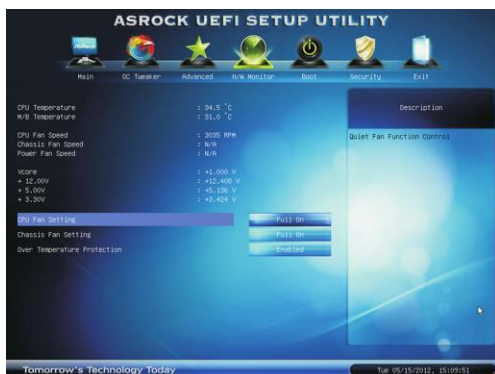 ASROCK UEFI SETUP UTILITY
Main OC Tweaker Advanced H/W Monitor Boot Security Exit
CPU Temperature : 34.5 °C
M/B Temperature : 31.0 °C
CPU Fan Speed : 3035 RPM
Chassis Fan Speed : N/A
Power Fan Speed : N/A
Vcore : +1.000 V
+ 12.00V : +12.408 V
+ 5.00V : +5.136 V
+ 3.30V : +3.424 V
CPU Fan Setting Full On
Chassis Fan Setting Full On
Over Temperature Protection Enabled
Description
Quiet Fan Function Control
Tomorrow's Technology Today
Tue 05/15/2012, 15:09:51